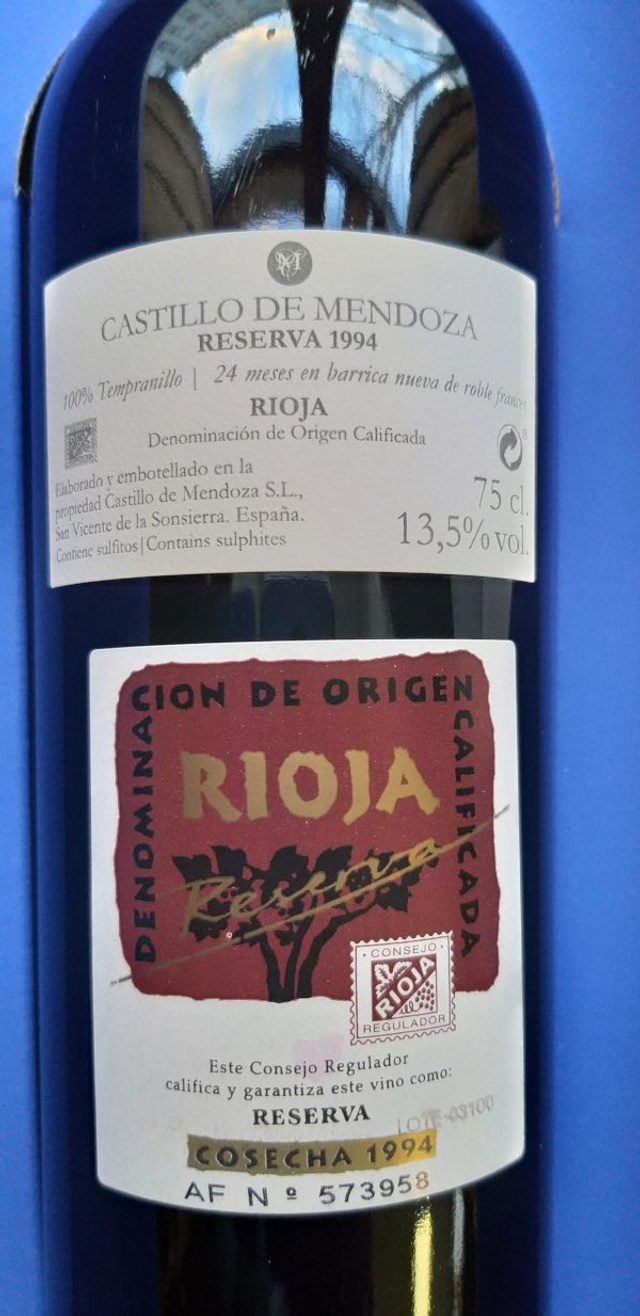 CASTILLO DE MENDOZA
RESERVA 1994
100% Tempranillo | 24 meses en barrica nueva de roble francés
RIOJA
Denominación de Origen Calificada
Elaborado y embotellado en la
propiedad Castillo de Mendoza S.L.,
San Vicente de la Sonsierra. España.
Contiene sulfitos | Contains sulphites
75 cl.
13,5% vol.
DENOMINACION DE ORIGEN CALIFICADA
RIOJA
Reserva
CONSEJO
RIOJA
REGULADOR
Este Consejo Regulador
califica y garantiza este vino como:
RESERVA
LOTE 03100
COSECHA 1994
AF Nº 573958